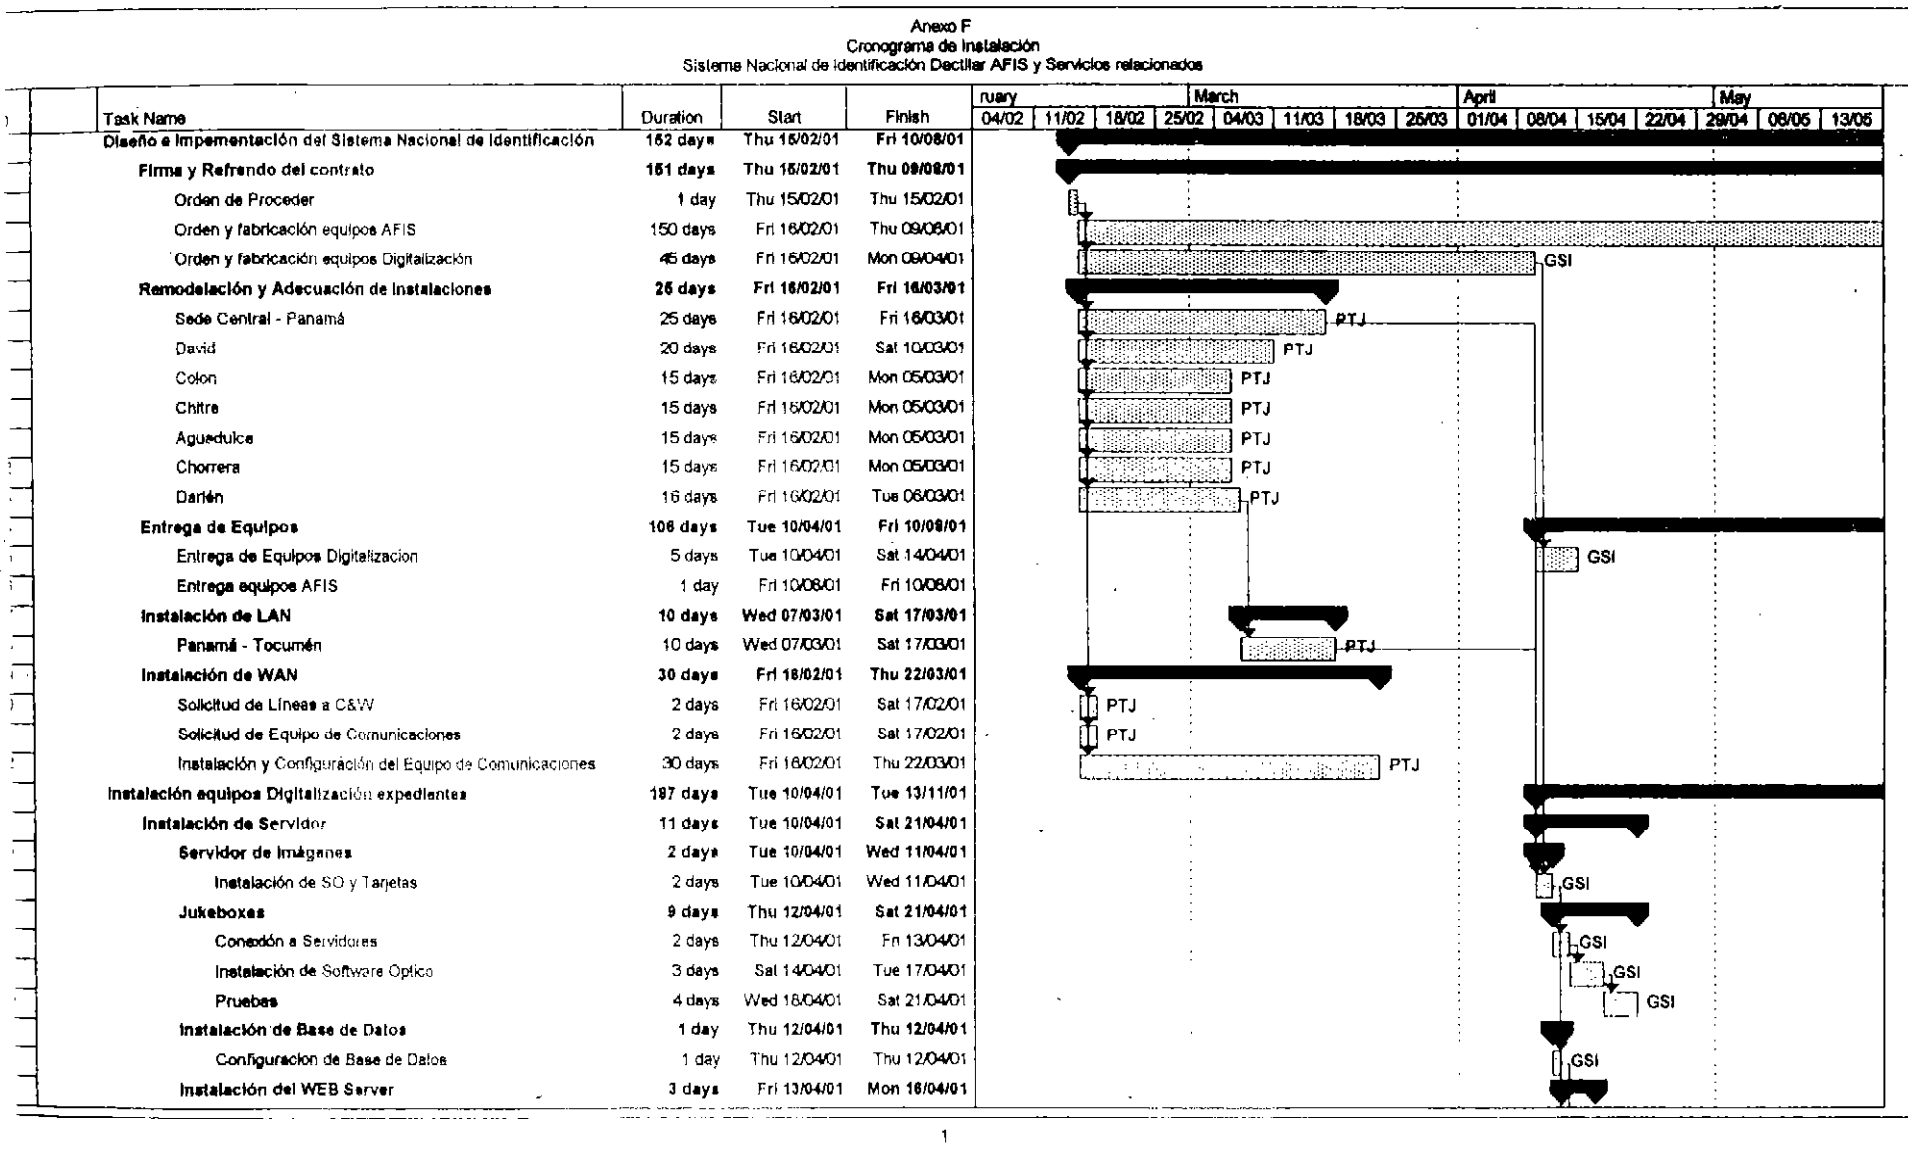 Anexo F
Cronograma de Instalación
Sistema Nacional de Identificación Dactilar AFIS y Servicios relacionados
ruary March April May
Task Name Duration Start Finish 04/02 11/02 18/02 25/02 04/03 11/03 18/03 25/03 01/04 08/04 15/04 22/04 29/04 06/05 13/05
Diseño e Impementación del Sistema Nacional de Identificación 152 days Thu 15/02/01 Fri 10/08/01
Firma y Refrendo del contrato 151 days Thu 15/02/01 Thu 09/08/01
Orden de Proceder 1 day Thu 15/02/01 Thu 15/02/01
Orden y fabricación equipos AFIS 150 days Fri 16/02/01 Thu 09/08/01
Orden y fabricación equipos Digitalización 45 days Fri 16/02/01 Mon 09/04/01 GSI
Remodelación y Adecuación de Instalaciones 25 days Fri 16/02/01 Fri 16/03/01
Sede Central - Panamá 25 days Fri 16/02/01 Fri 16/03/01 PTJ
David 20 days Fri 16/02/01 Sat 10/03/01 PTJ
Colon 15 days Fri 16/02/01 Mon 05/03/01 PTJ
Chitre 15 days Fri 16/02/01 Mon 05/03/01 PTJ
Aguadulce 15 days Fri 16/02/01 Mon 05/03/01 PTJ
Chorrera 15 days Fri 16/02/01 Mon 05/03/01 PTJ
Darién 16 days Fri 16/02/01 Tue 06/03/01 PTJ
Entrega de Equipos 106 days Tue 10/04/01 Fri 10/08/01
Entrega de Equipos Digitalizacion 5 days Tue 10/04/01 Sat 14/04/01 GSI
Entrega equipos AFIS 1 day Fri 10/08/01 Fri 10/08/01
Instalación de LAN 10 days Wed 07/03/01 Sat 17/03/01
Panamá - Tocumén 10 days Wed 07/03/01 Sat 17/03/01 PTJ
Instalación de WAN 30 days Fri 16/02/01 Thu 22/03/01
Solicitud de Líneas a C&W 2 days Fri 16/02/01 Sat 17/02/01 PTJ
Solicitud de Equipo de Comunicaciones 2 days Fri 16/02/01 Sat 17/02/01 PTJ
Instalación y Configuración del Equipo de Comunicaciones 30 days Fri 16/02/01 Thu 22/03/01 PTJ
Instalación equipos Digitalización expedientes 187 days Tue 10/04/01 Tue 13/11/01
Instalación de Servidor 11 days Tue 10/04/01 Sat 21/04/01
Servidor de Imágenes 2 days Tue 10/04/01 Wed 11/04/01
Instalación de SO y Tarjetas 2 days Tue 10/04/01 Wed 11/04/01 GSI
Jukeboxes 9 days Thu 12/04/01 Sat 21/04/01
Conexión a Servidores 2 days Thu 12/04/01 Fri 13/04/01 GSI
Instalación de Software Optico 3 days Sat 14/04/01 Tue 17/04/01 GSI
Pruebas 4 days Wed 18/04/01 Sat 21/04/01 GSI
Instalación de Base de Datos 1 day Thu 12/04/01 Thu 12/04/01
Configuracion de Base de Datos 1 day Thu 12/04/01 Thu 12/04/01 GSI
Instalación del WEB Server 3 days Fri 13/04/01 Mon 16/04/01
1